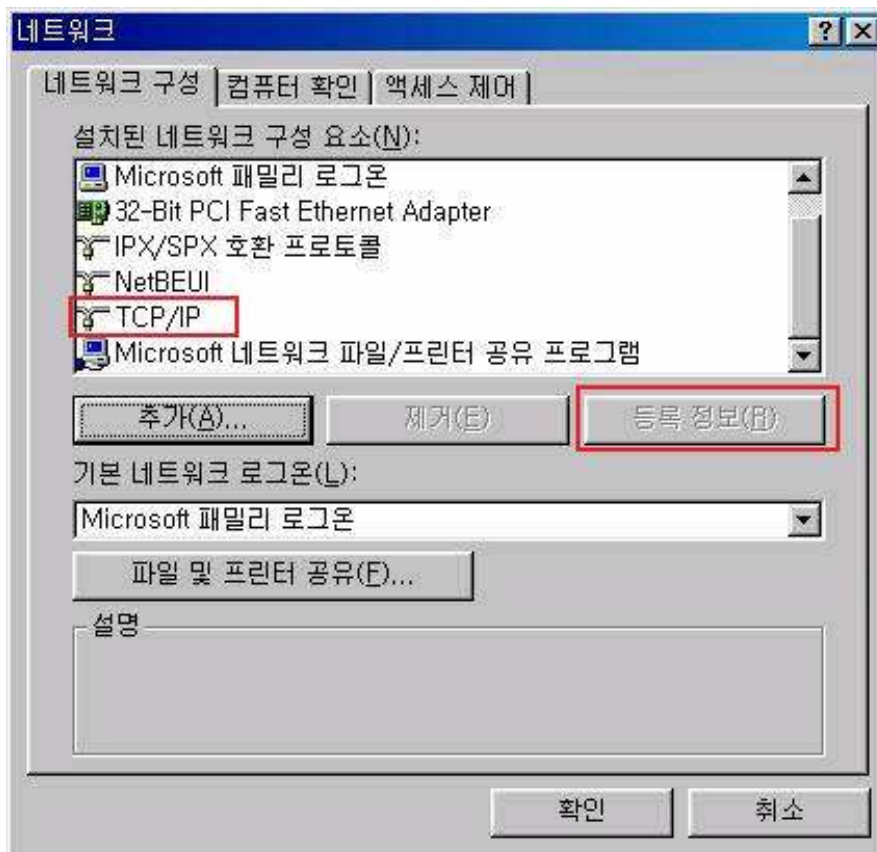 네트워크
네트워크 구성 컴퓨터 확인 액세스 제어
설치된 네트워크 구성 요소(N):
Microsoft 패밀리 로그온
32-Bit PCI Fast Ethernet Adapter
IPX/SPX 호환 프로토콜
NetBEUI
TCP/IP
Microsoft 네트워크 파일/프린터 공유 프로그램
추가(A)... 제거(E) 등록 정보(R)
기본 네트워크 로그온(L):
Microsoft 패밀리 로그온
파일 및 프린터 공유(F)...
설명
확인 취소